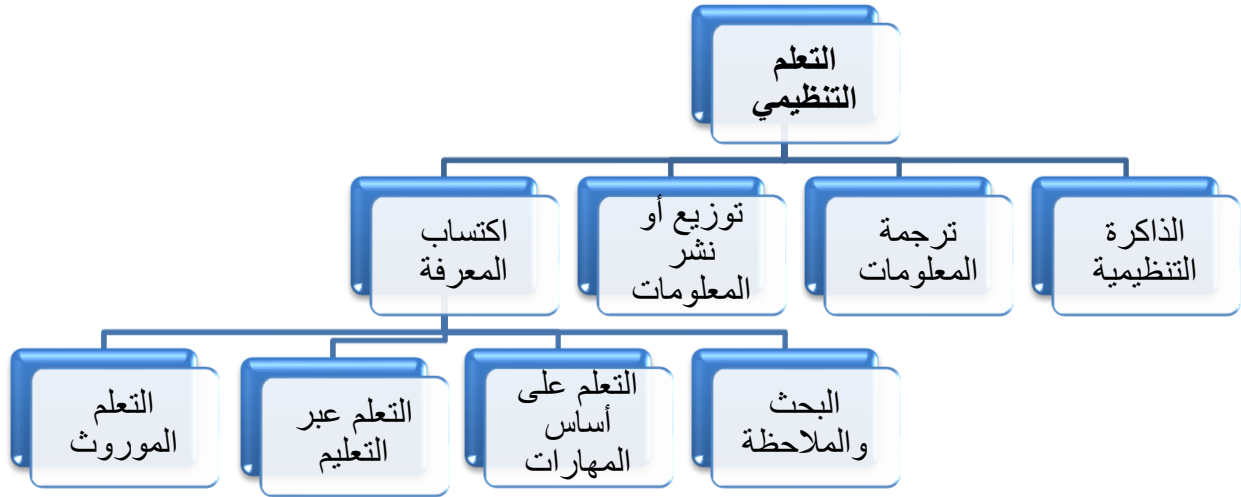 التعلم
التنظيمي
الذاكرة
التنظيمية
ترجمة
المعلومات
توزيع أو
نشر
المعلومات
اكتساب
المعرفة
البحث
والملاحظة
التعلم على
أساس
المهارات
التعلم عبر
التعليم
التعلم
الموروث